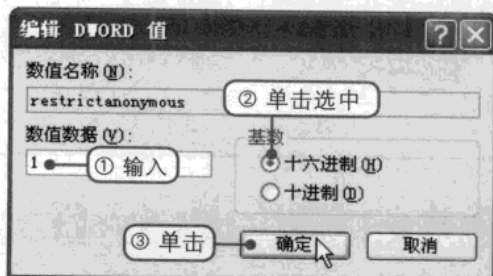 编辑 DWORD 值
数值名称(N):
restrictanonymous
② 单击选中
数值数据(V):
基数
1
① 输入
十六进制(H)
十进制(D)
③ 单击
确定
取消